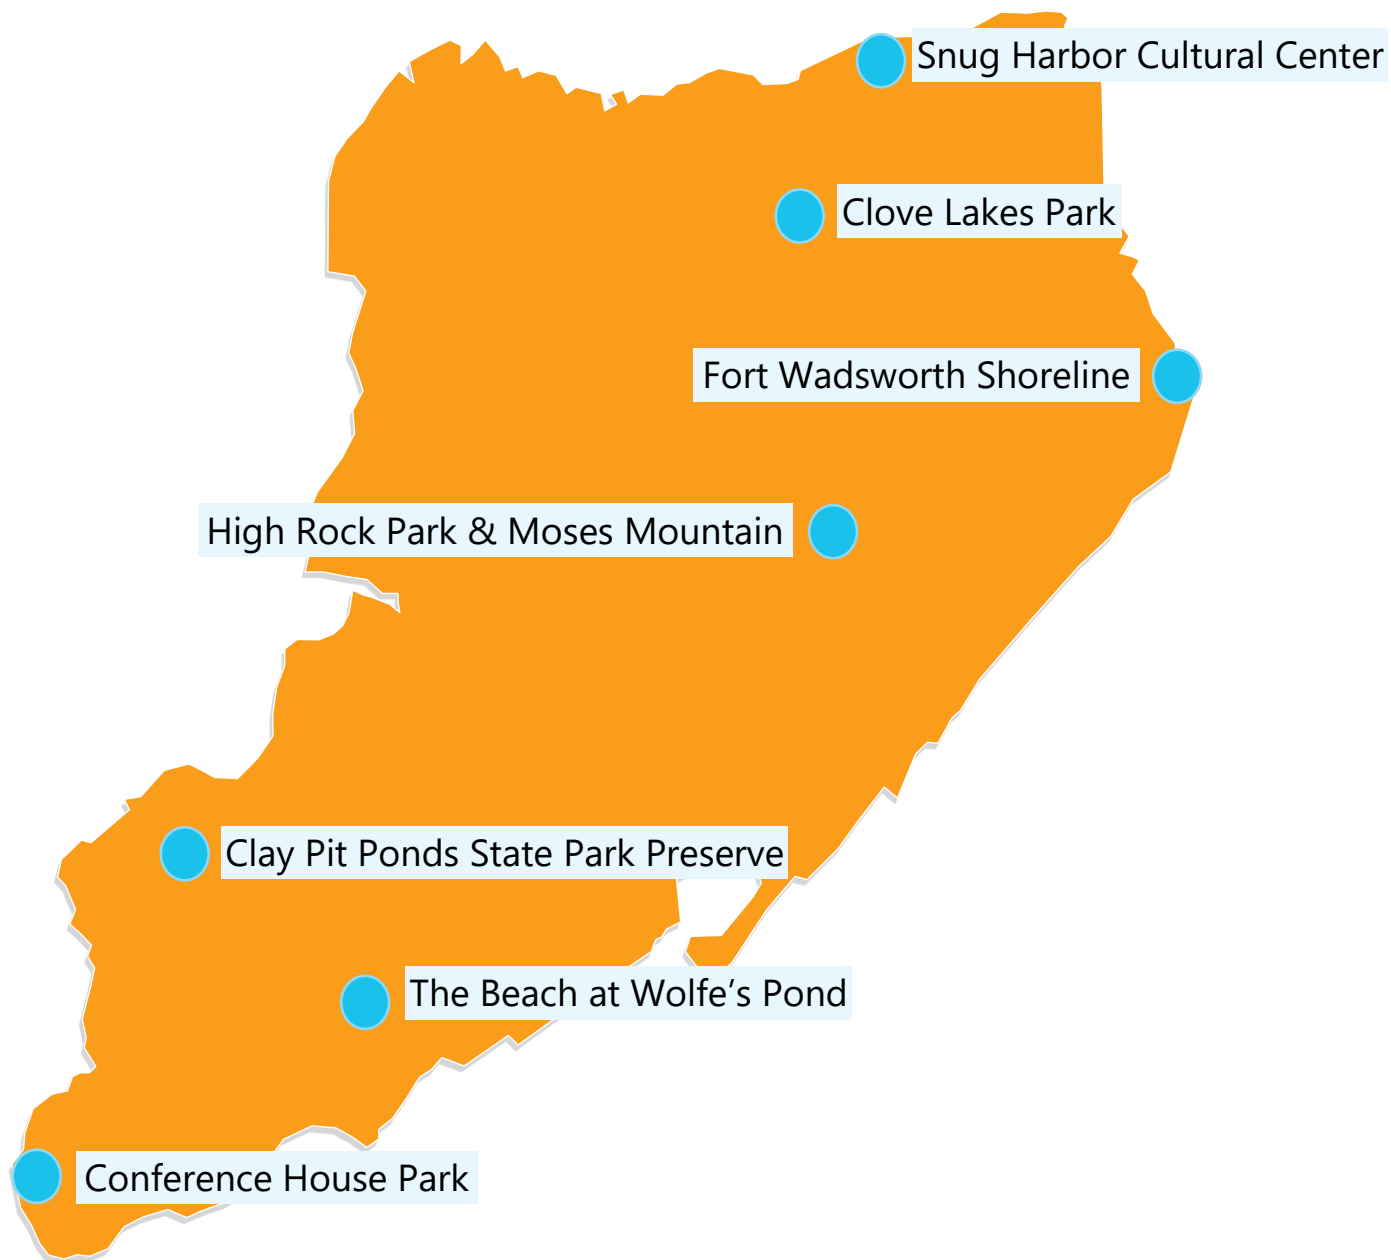 Snug Harbor Cultural Center
Clove Lakes Park
Fort Wadsworth Shoreline
High Rock Park & Moses Mountain
Clay Pit Ponds State Park Preserve
The Beach at Wolfe’s Pond
Conference House Park